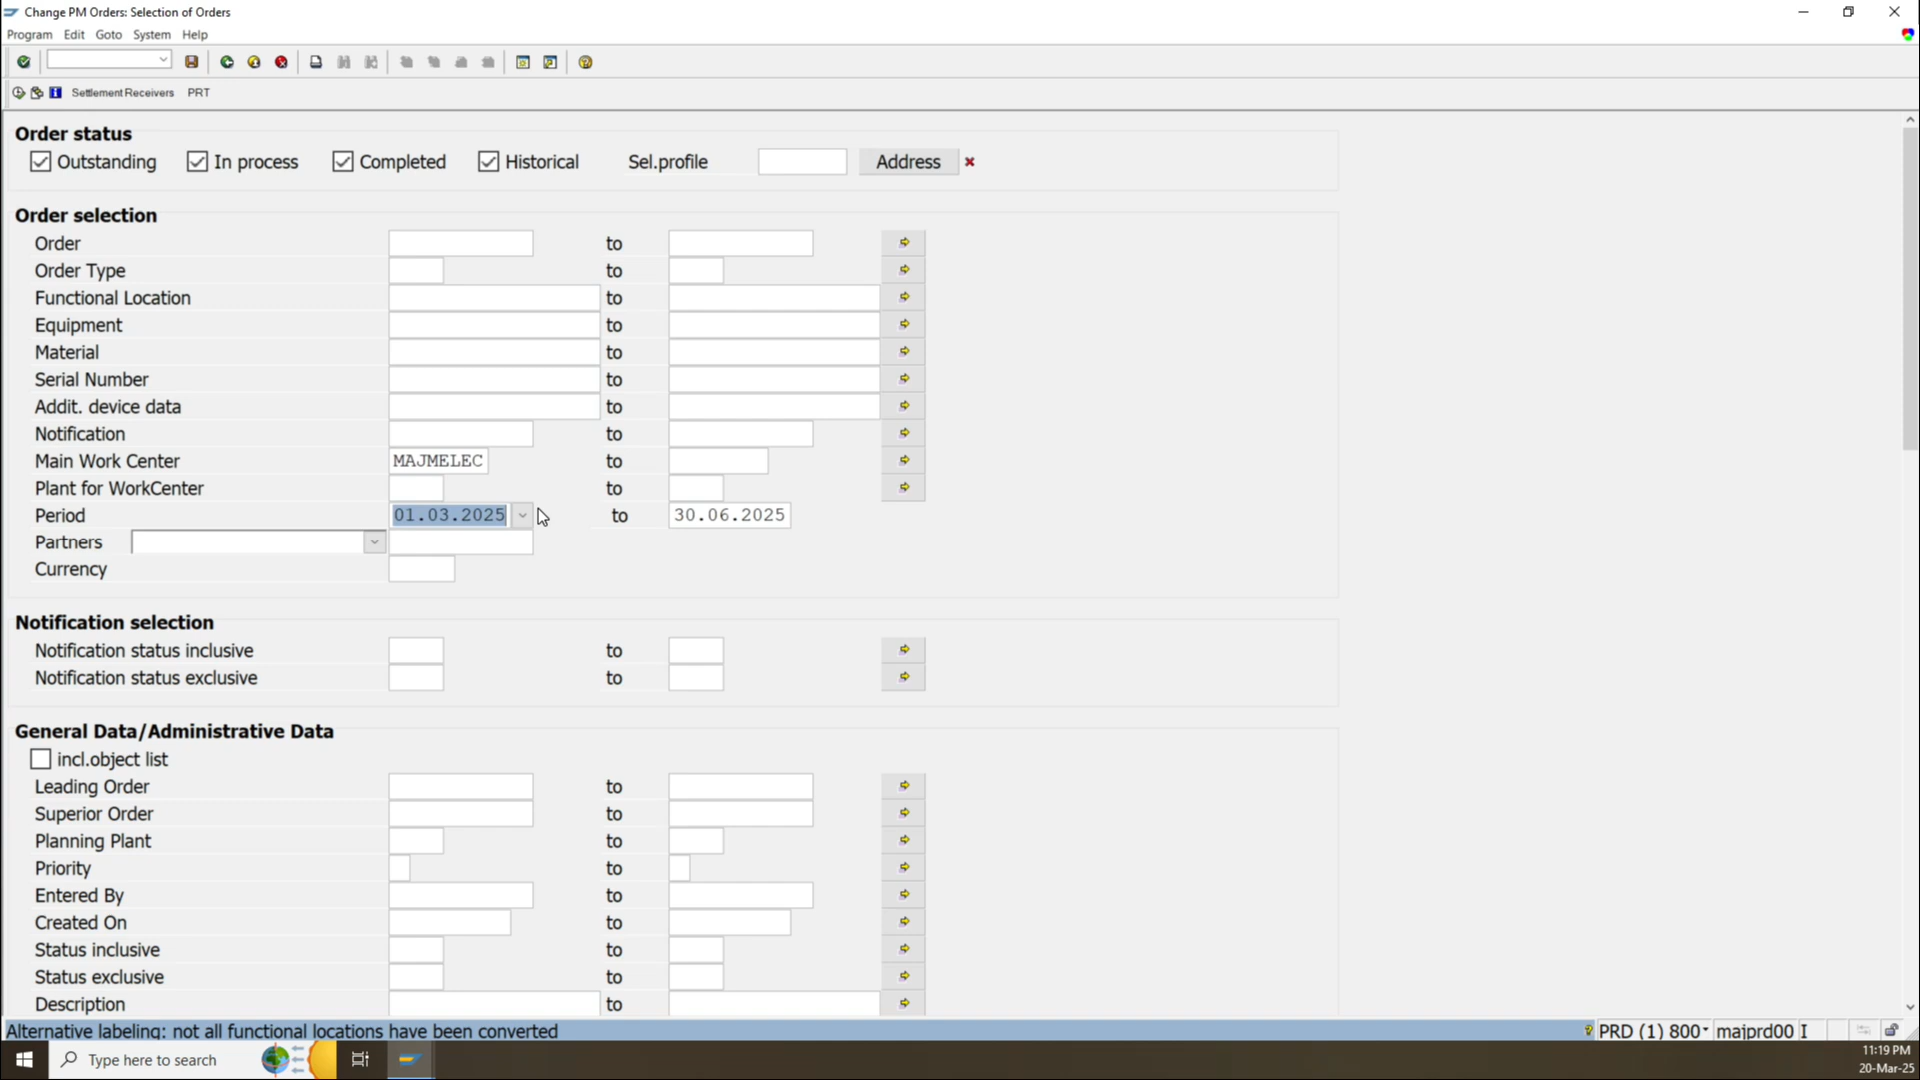 Change PM Orders: Selection of Orders
Program Edit Goto System Help
Settlement Receivers PRT
Order status
Outstanding In process Completed Historical Sel.profile Address
Order selection
Order to
Order Type to
Functional Location to
Equipment to
Material to
Serial Number to
Addit. device data to
Notification to
Main Work Center MAJMELEC to
Plant for WorkCenter to
Period 01.03.2025 to 30.06.2025
Partners
Currency
Notification selection
Notification status inclusive to
Notification status exclusive to
General Data/Administrative Data
incl.object list
Leading Order to
Superior Order to
Planning Plant to
Priority to
Entered By to
Created On to
Status inclusive to
Status exclusive to
Description to
Alternative labeling: not all functional locations have been converted PRD (1) 800 majprd00 I
Type here to search
11:19 PM
20-Mar-25